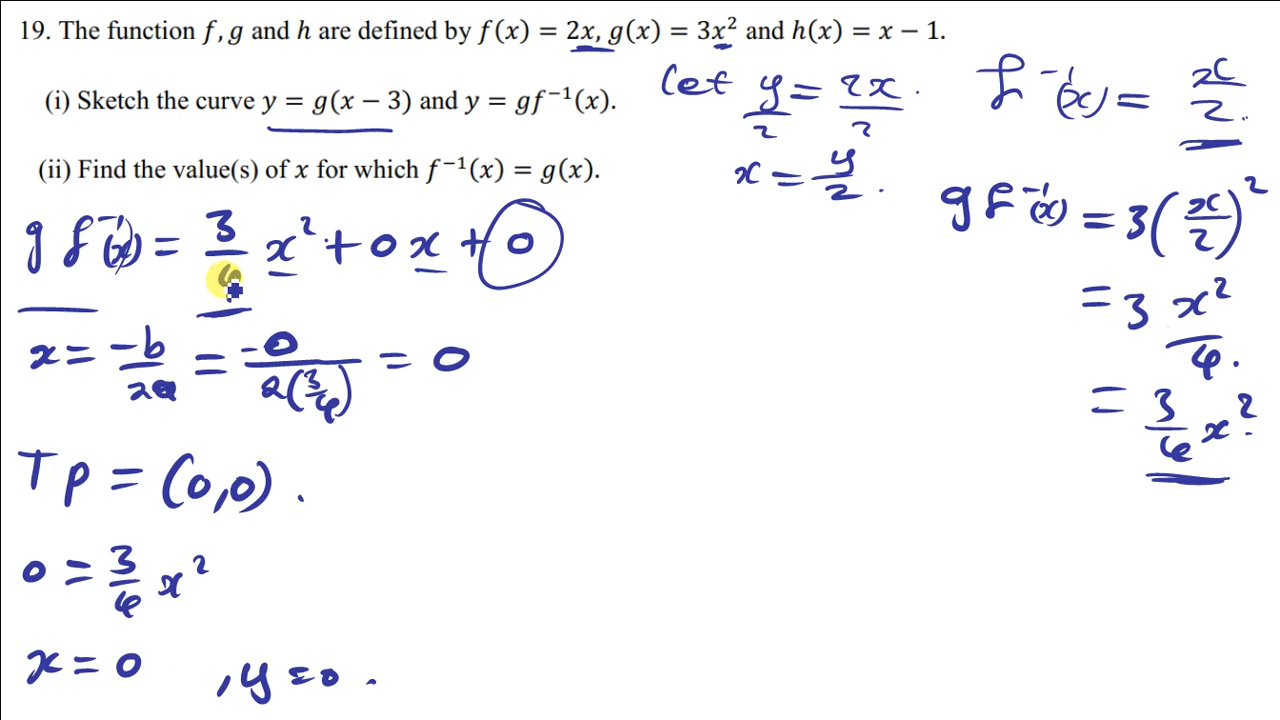 19. The function f, g and h are defined by f(x) = 2x, g(x) = 3x² and h(x) = x − 1.
(i) Sketch the curve y = g(x − 3) and y = gf⁻¹(x).
(ii) Find the value(s) of x for which f⁻¹(x) = g(x).
Let y/2 = 2x/2.
x = y/2.
f⁻¹(x) = x/2.
gf⁻¹(x) = 3(x/2)²
= 3 x²/4.
= 3/4 x².
gf⁻¹(x) = 3/4 x² + 0x + 0
x = -b/2a = -0/2(3/4) = 0
TP = (0,0).
0 = 3/4 x²
x = 0 , y = 0.